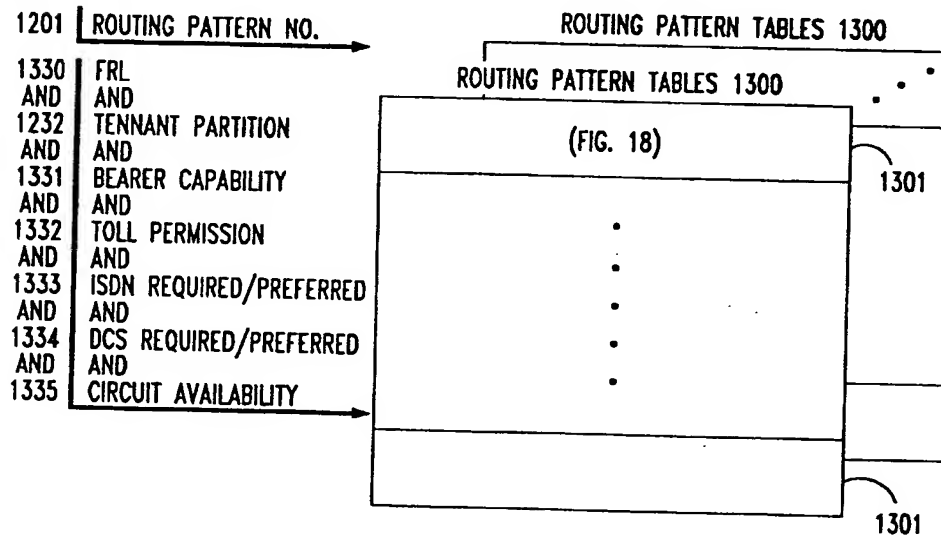 1201 ROUTING PATTERN NO.
ROUTING PATTERN TABLES 1300
ROUTING PATTERN TABLES 1300
1330 FRL
AND AND
1232 TENNANT PARTITION
AND AND
1331 BEARER CAPABILITY
AND AND
1332 TOLL PERMISSION
AND AND
1333 ISDN REQUIRED/PREFERRED
AND AND
1334 DCS REQUIRED/PREFERRED
AND AND
1335 CIRCUIT AVAILABILITY
(FIG. 18)
1301
1301